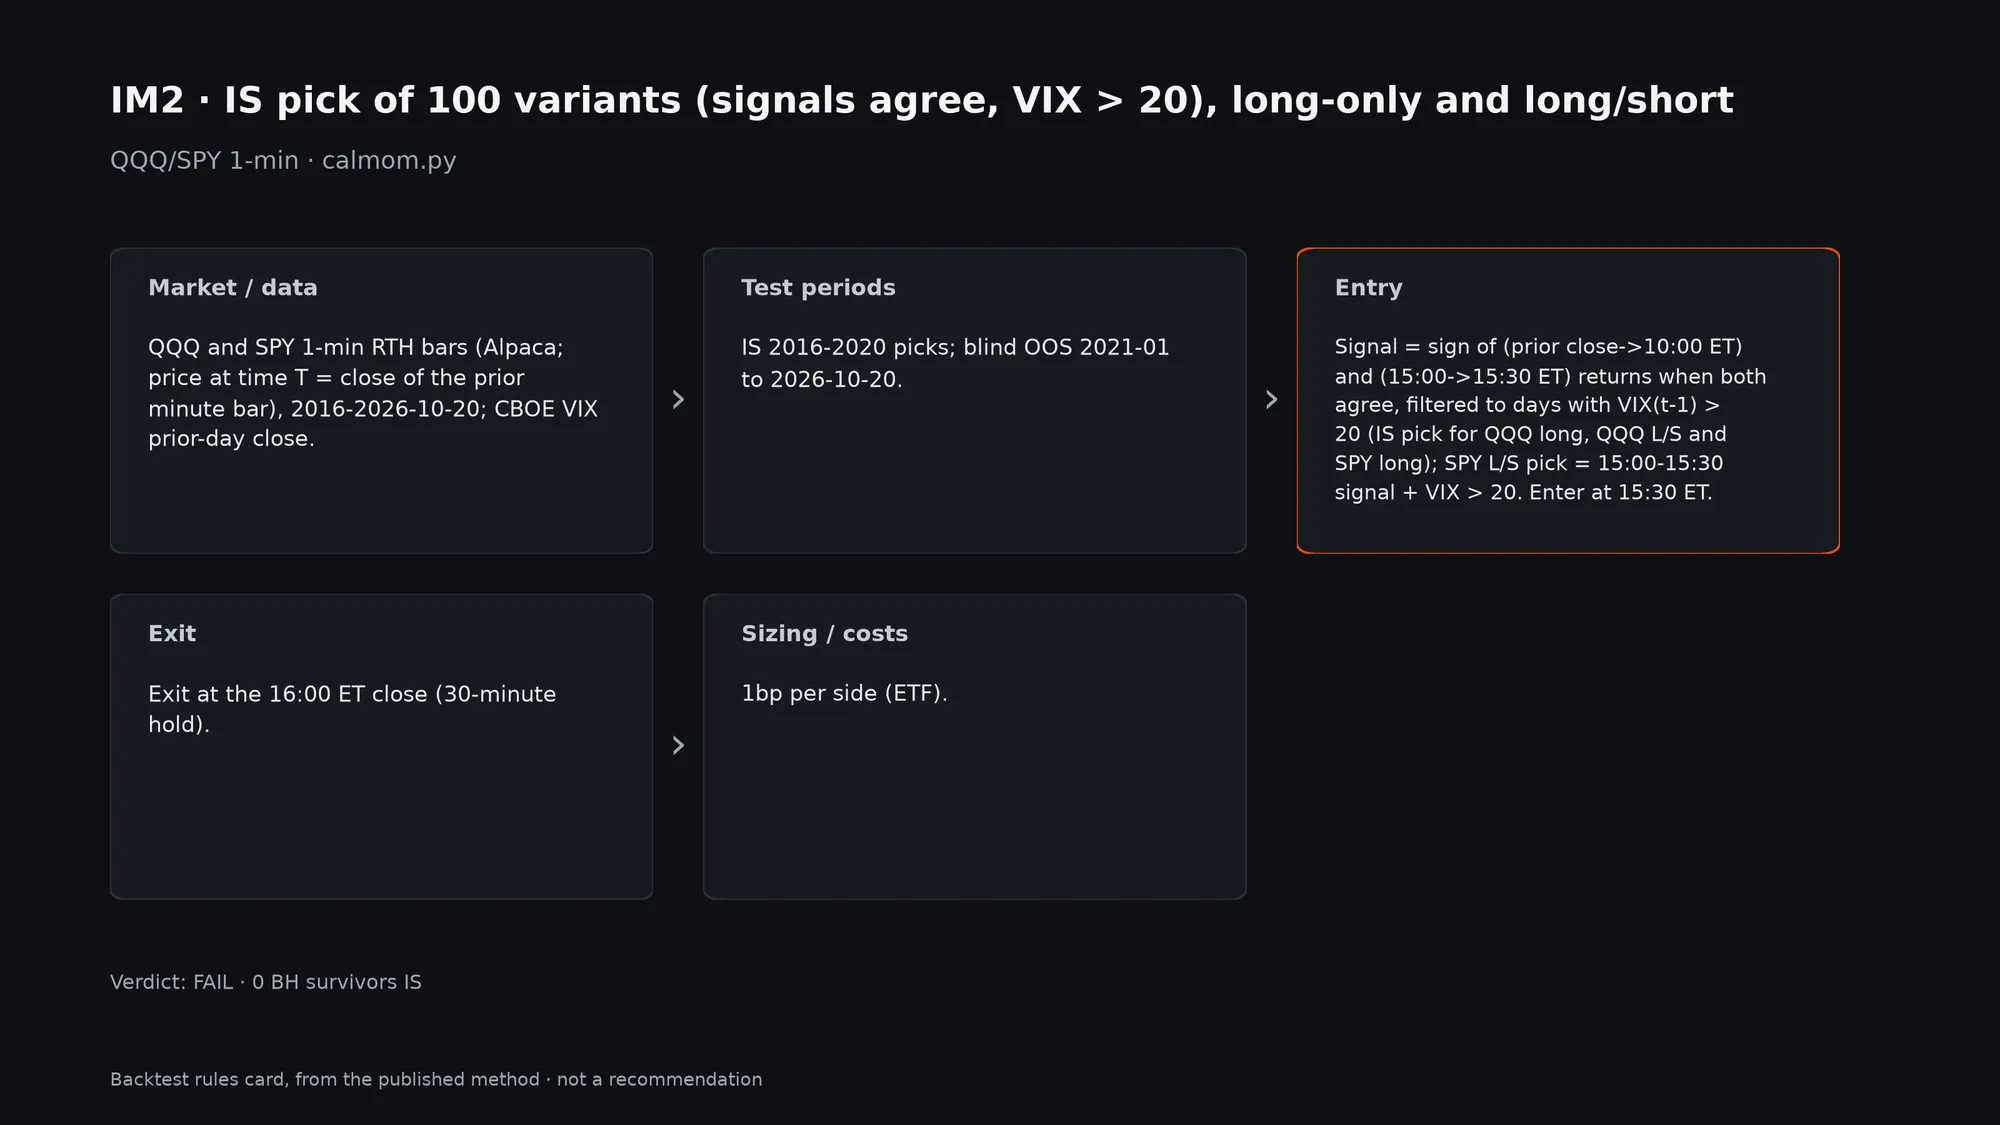 IM2 · IS pick of 100 variants (signals agree, VIX > 20), long-only and long/short
QQQ/SPY 1-min · calmom.py
Market / data
QQQ and SPY 1-min RTH bars (Alpaca;
price at time T = close of the prior
minute bar), 2016-2026-10-20; CBOE VIX
prior-day close.
›
Test periods
IS 2016-2020 picks; blind OOS 2021-01
to 2026-10-20.
›
Entry
Signal = sign of (prior close->10:00 ET)
and (15:00->15:30 ET) returns when both
agree, filtered to days with VIX(t-1) >
20 (IS pick for QQQ long, QQQ L/S and
SPY long); SPY L/S pick = 15:00-15:30
signal + VIX > 20. Enter at 15:30 ET.
Exit
Exit at the 16:00 ET close (30-minute
hold).
›
Sizing / costs
1bp per side (ETF).
Verdict: FAIL · 0 BH survivors IS
Backtest rules card, from the published method · not a recommendation